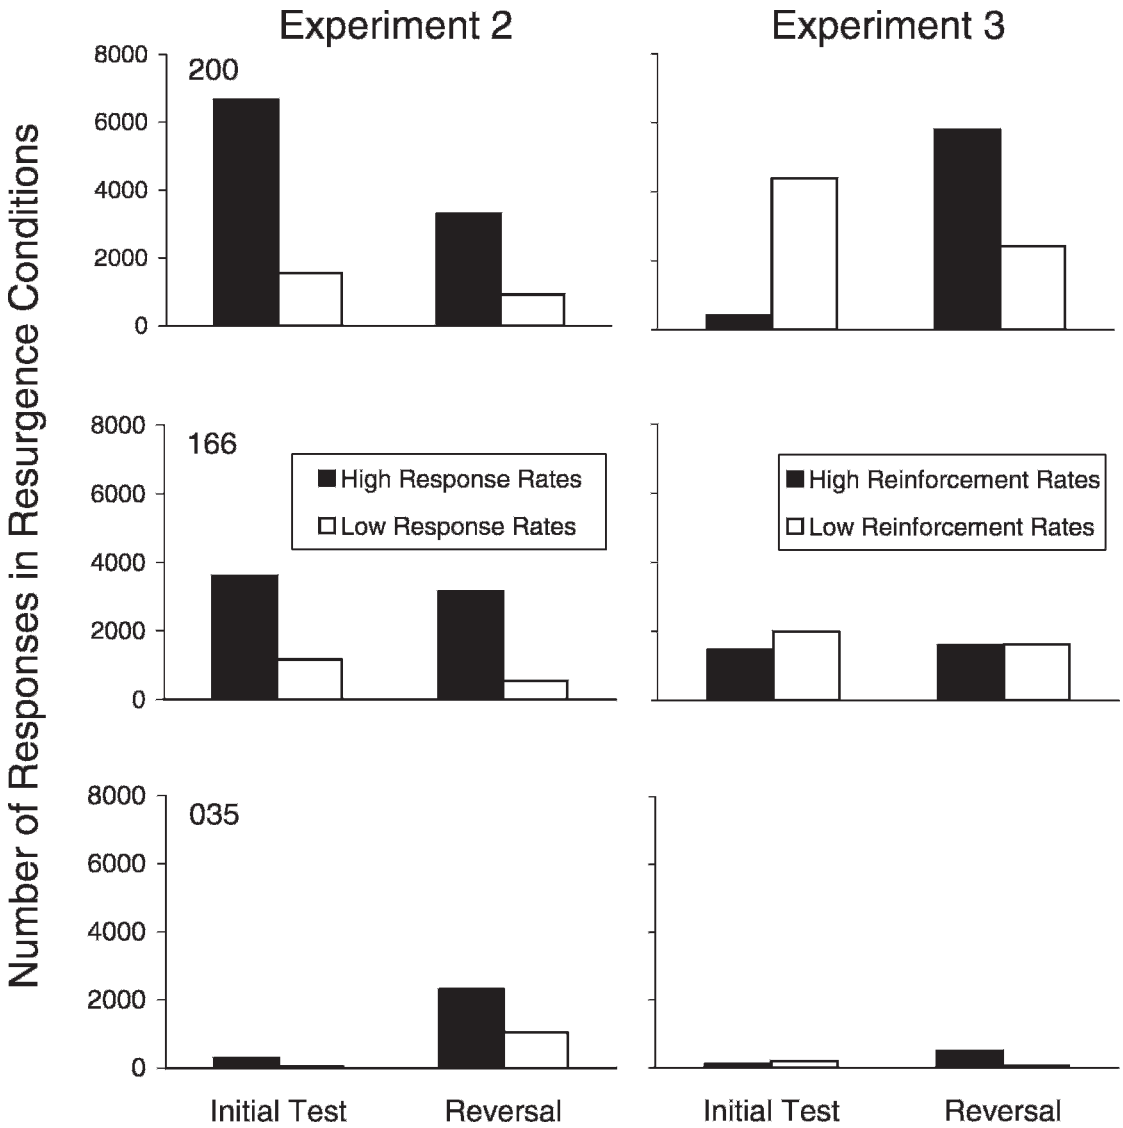 Experiment 2
Experiment 3
Number of Responses in Resurgence Conditions
8000
6000
4000
2000
0
200
8000
6000
4000
2000
0
166
High Response Rates
Low Response Rates
High Reinforcement Rates
Low Reinforcement Rates
8000
6000
4000
2000
0
035
Initial Test
Reversal
Initial Test
Reversal